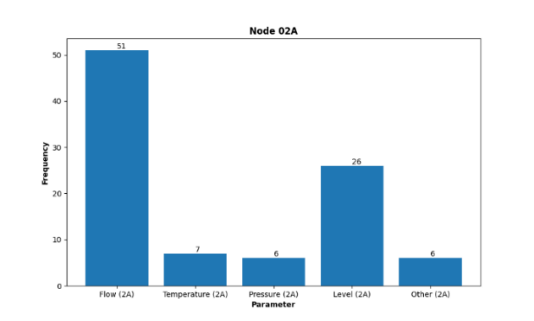 Node 02A
51
50
40
30
26
20
10
7
6
6
0
Frequency
Flow (2A)
Temperature (2A)
Pressure (2A)
Level (2A)
Other (2A)
Parameter